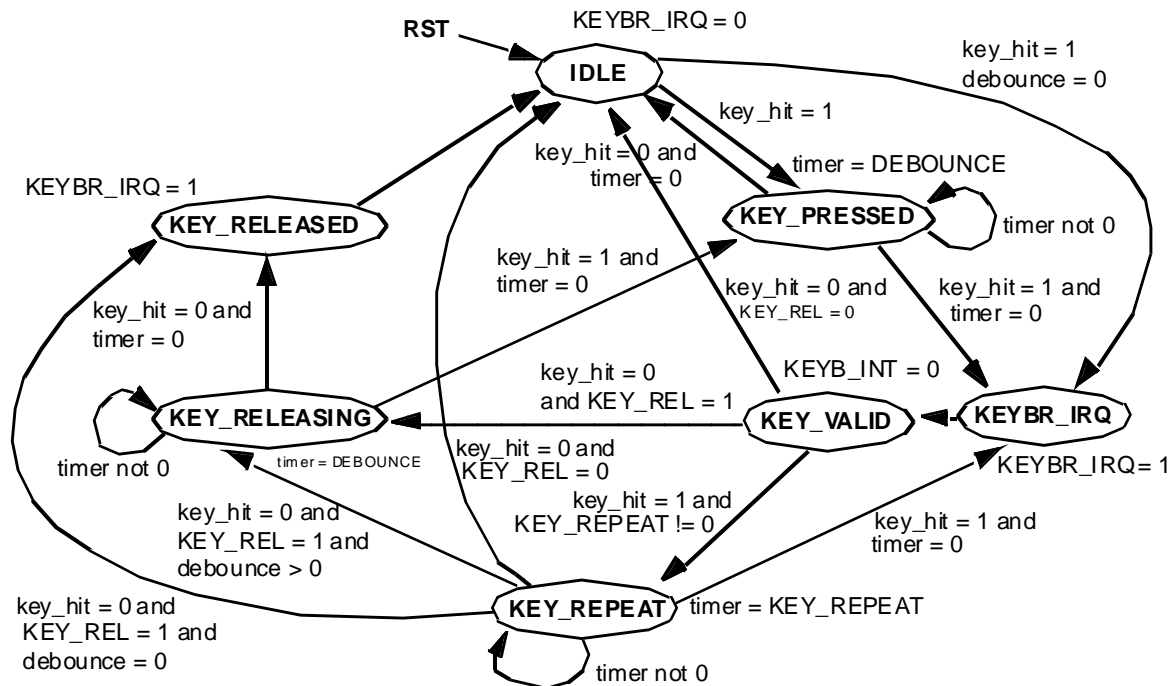 KEYBR_IRQ = 0
RST
IDLE
key_hit = 1
debounce = 0
key_hit = 1
key_hit = 0 and
timer = 0
timer = DEBOUNCE
KEYBR_IRQ = 1
KEY_RELEASED
KEY_PRESSED
timer not 0
key_hit = 1 and
timer = 0
key_hit = 0 and
KEY_REL = 0
key_hit = 1 and
timer = 0
key_hit = 0 and
timer = 0
KEYB_INT = 0
key_hit = 0
and KEY_REL = 1
KEY_RELEASING
KEY_VALID
KEYBR_IRQ
timer not 0
timer = DEBOUNCE
key_hit = 0 and
KEY_REL = 0
KEYBR_IRQ= 1
key_hit = 1 and
KEY_REPEAT != 0
key_hit = 0 and
KEY_REL = 1 and
debounce > 0
key_hit = 1 and
timer = 0
key_hit = 0 and
KEY_REL = 1 and
debounce = 0
KEY_REPEAT
timer = KEY_REPEAT
timer not 0